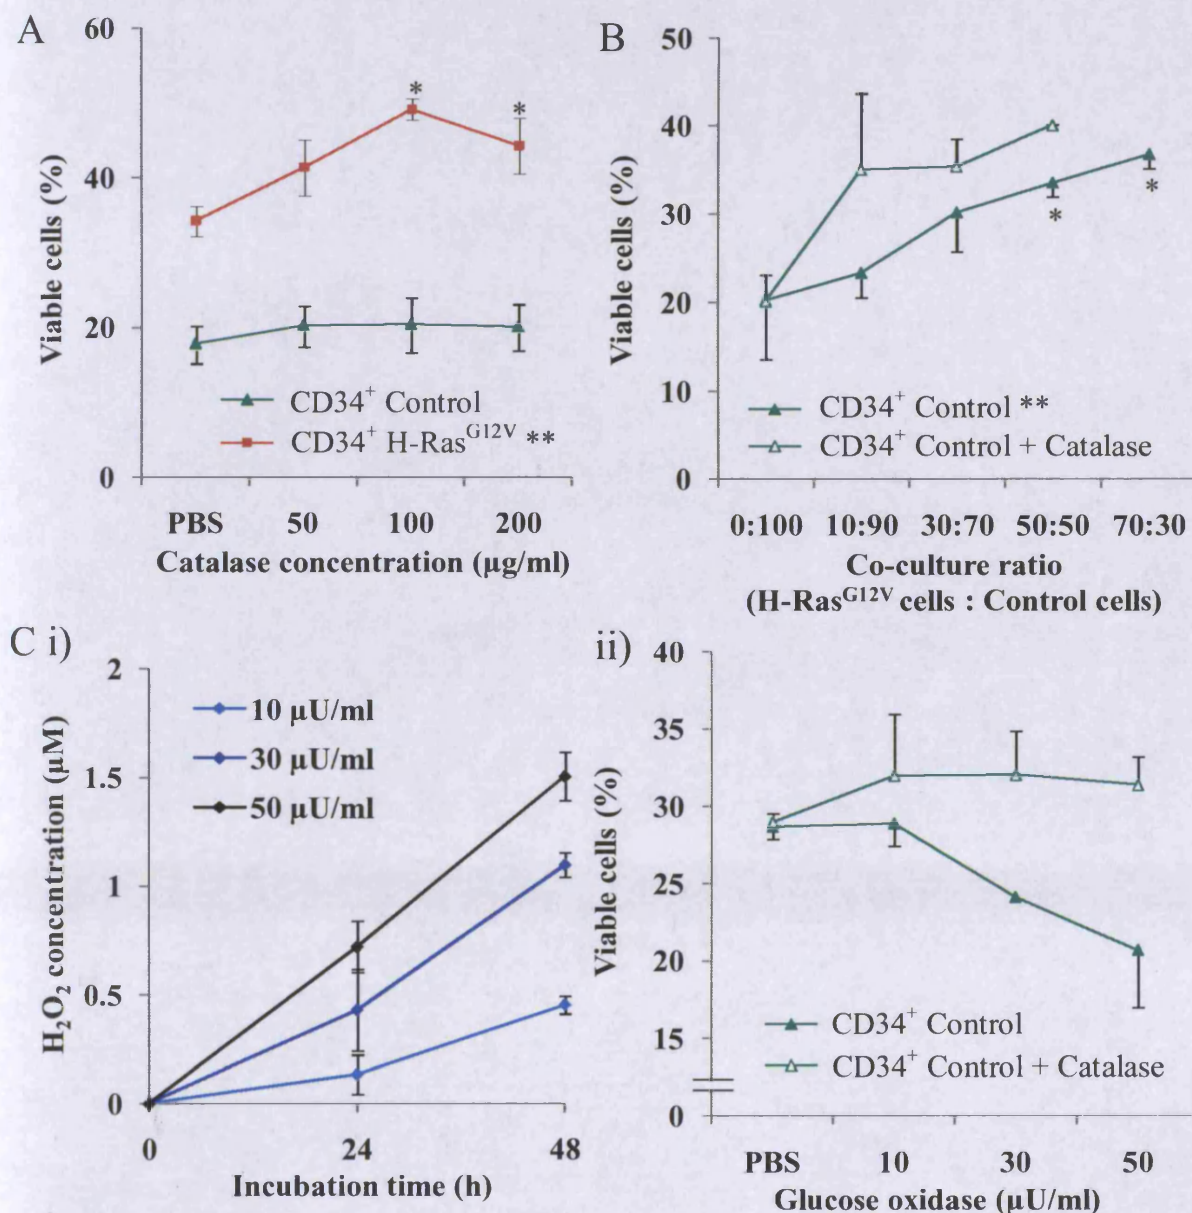 A
60
40
20
0
Viable cells (%)
*
*
CD34+ Control
CD34+ H-RasG12V **
PBS 50 100 200
Catalase concentration (µg/ml)
B
50
40
30
20
10
0
Viable cells (%)
*
*
CD34+ Control **
CD34+ Control + Catalase
0:100 10:90 30:70 50:50 70:30
Co-culture ratio
(H-RasG12V cells : Control cells)
C i)
2
1.5
1
0.5
0
H2O2 concentration (µM)
10 µU/ml
30 µU/ml
50 µU/ml
0 24 48
Incubation time (h)
ii)
40
35
30
25
20
15
0
Viable cells (%)
CD34+ Control
CD34+ Control + Catalase
PBS 10 30 50
Glucose oxidase (µU/ml)